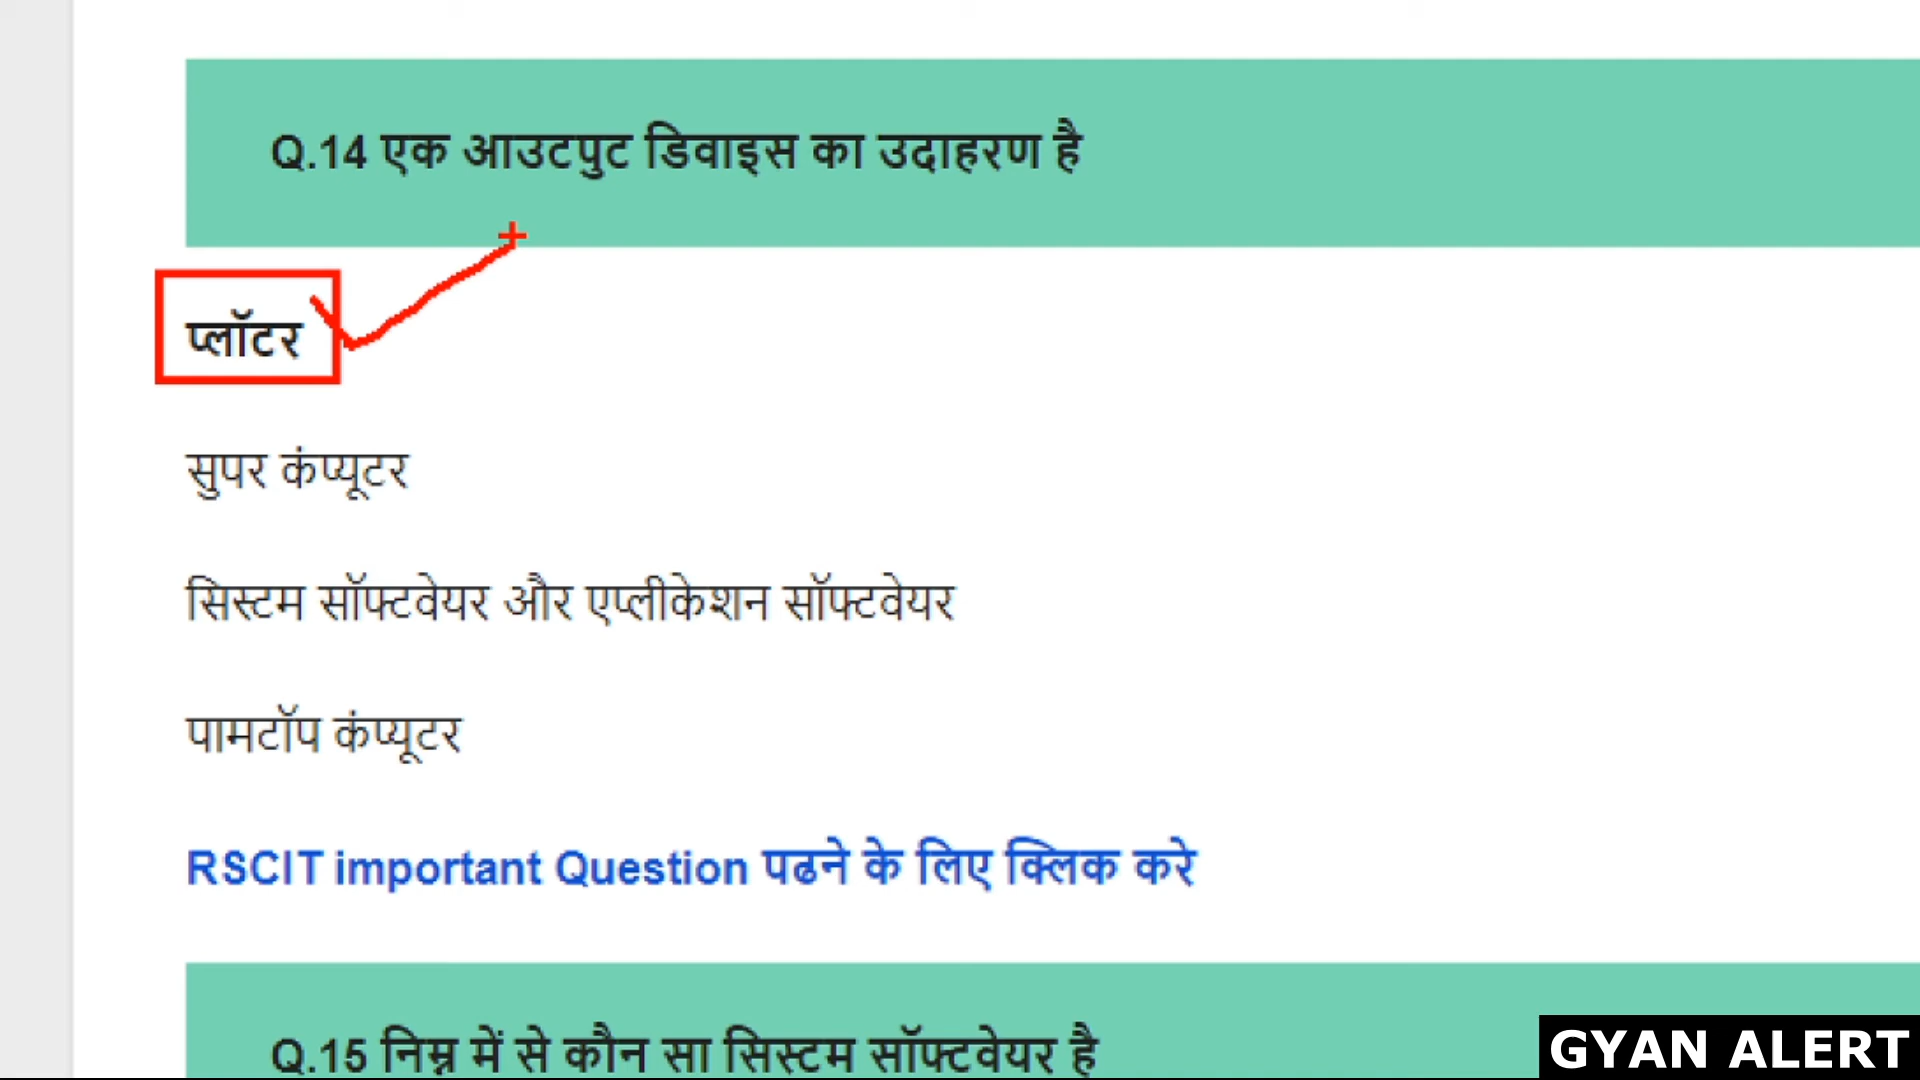 Q.14 एक आउटपुट डिवाइस का उदाहरण है
प्लॉटर
सुपर कंप्यूटर
सिस्टम सॉफ्टवेयर और एप्लीकेशन सॉफ्टवेयर
पामटॉप कंप्यूटर
RSCIT important Question पढने के लिए क्लिक करे
Q.15 निम्न में से कौन सा सिस्टम सॉफ्टवेयर है
GYAN ALERT